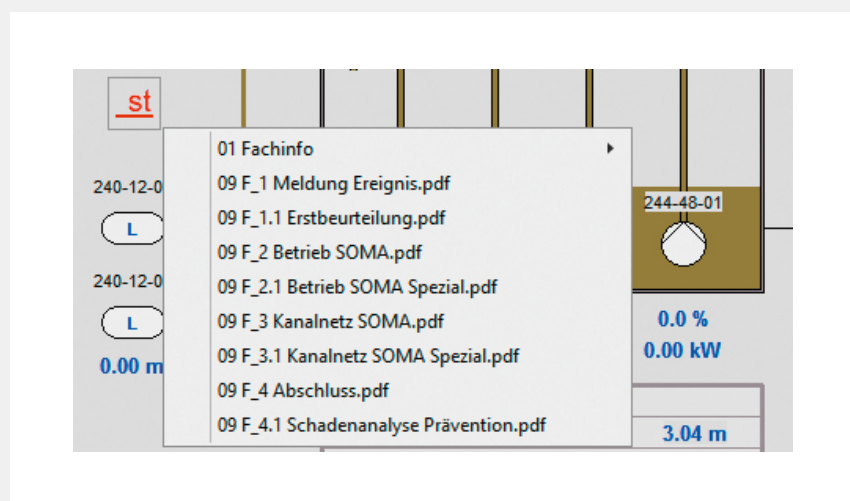 _st
01 Fachinfo
09 F_1 Meldung Ereignis.pdf
240-12-0
09 F_1.1 Erstbeurteilung.pdf
244-48-01
L
09 F_2 Betrieb SOMA.pdf
240-12-0
09 F_2.1 Betrieb SOMA Spezial.pdf
L
09 F_3 Kanalnetz SOMA.pdf
0.0 %
09 F_3.1 Kanalnetz SOMA Spezial.pdf
0.00 kW
0.00 m
09 F_4 Abschluss.pdf
09 F_4.1 Schadenanalyse Prävention.pdf
3.04 m